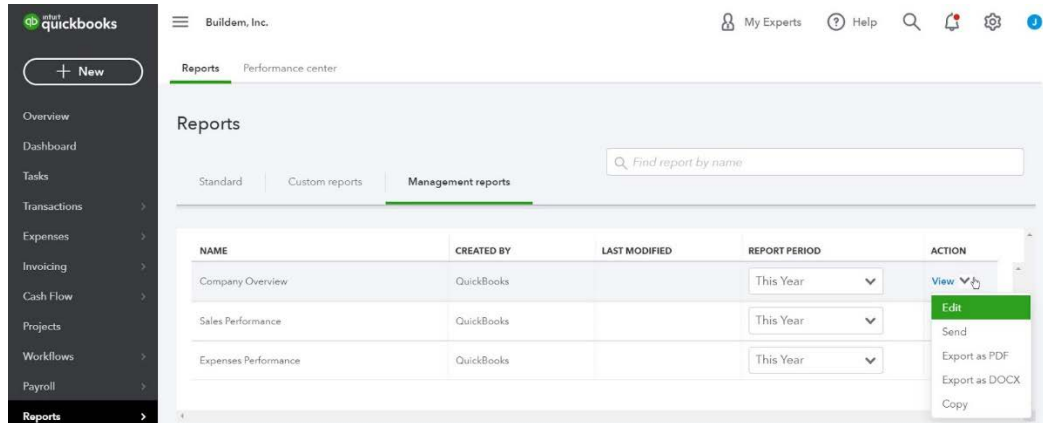 intuit
quickbooks
Buildem, Inc.
My Experts
Help
J
+ New
Reports
Performance center
Overview
Dashboard
Tasks
Transactions
Expenses
Invoicing
Cash Flow
Projects
Workflows
Payroll
Reports
Reports
Find report by name
Standard
Custom reports
Management reports
NAME CREATED BY LAST MODIFIED REPORT PERIOD ACTION
Company Overview QuickBooks This Year View
Sales Performance QuickBooks This Year
Expenses Performance QuickBooks This Year
Edit
Send
Export as PDF
Export as DOCX
Copy